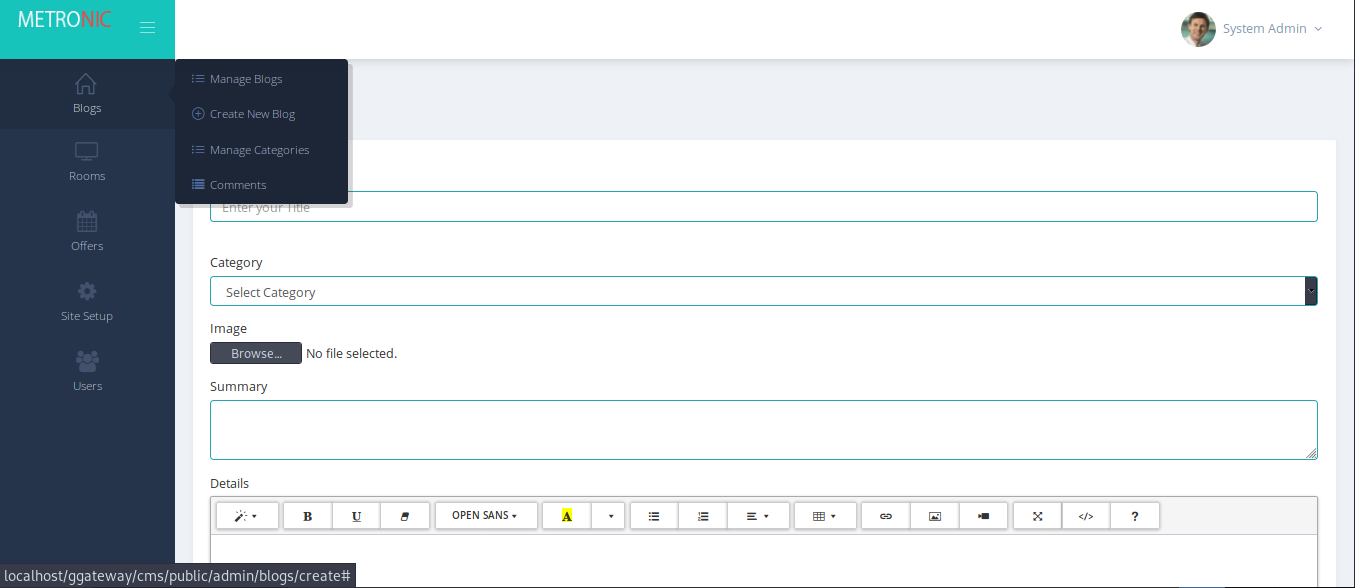 METRONIC
System Admin
Blogs
Rooms
Offers
Site Setup
Users
Manage Blogs
Create New Blog
Manage Categories
Comments
Enter your Title
Category
Select Category
Image
Browse... No file selected.
Summary
Details
B U OPEN SANS A </> ?
localhost/ggateway/cms/public/admin/blogs/create#